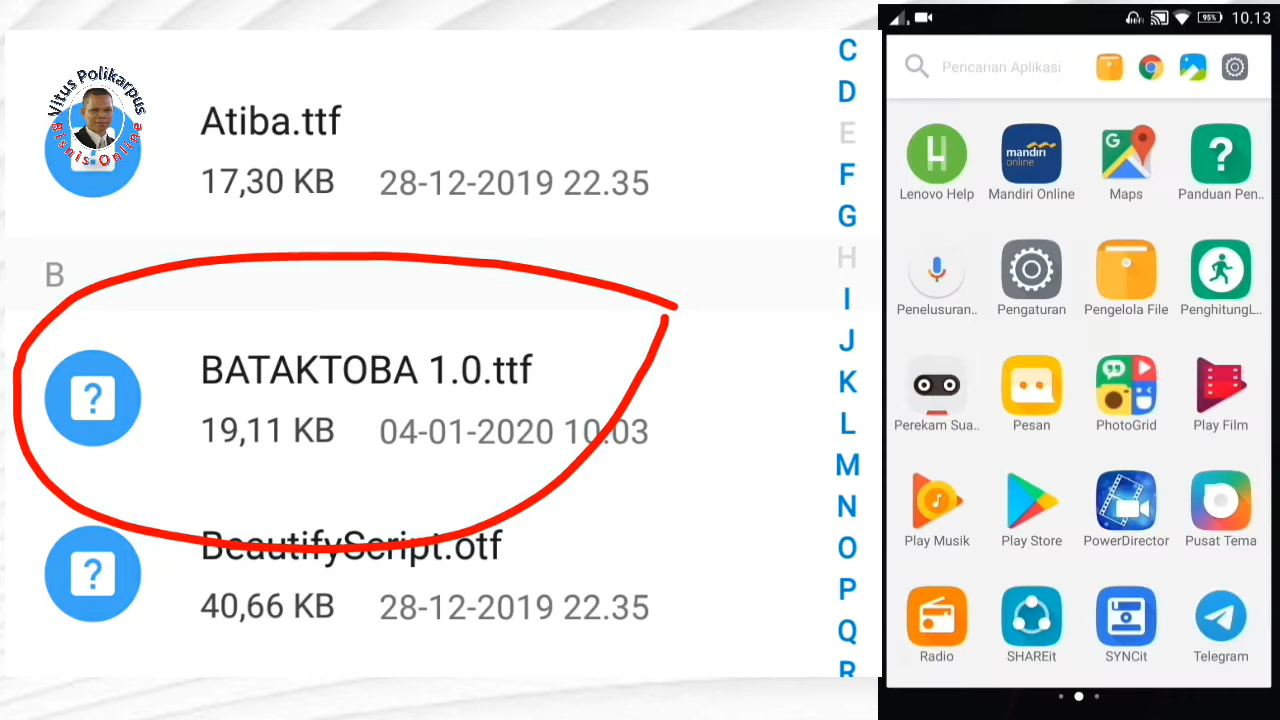 Vitus Polikarpus
Bisnis Online
Atiba.ttf
17,30 KB 28-12-2019 22.35
B
BATAKTOBA 1.0.ttf
19,11 KB 04-01-2020 10.03
BeautifyScript.otf
40,66 KB 28-12-2019 22.35
C
D
E
F
G
H
I
J
K
L
M
N
O
P
Q
R
HiFi 95% 10.13
Pencarian Aplikasi
mandiri
online
G
Lenovo Help Mandiri Online Maps Panduan Pen..
Penelusuran.. Pengaturan Pengelola File PenghitungL..
Perekam Sua.. Pesan PhotoGrid Play Film
Play Musik Play Store PowerDirector Pusat Tema
Radio SHAREit SYNCit Telegram